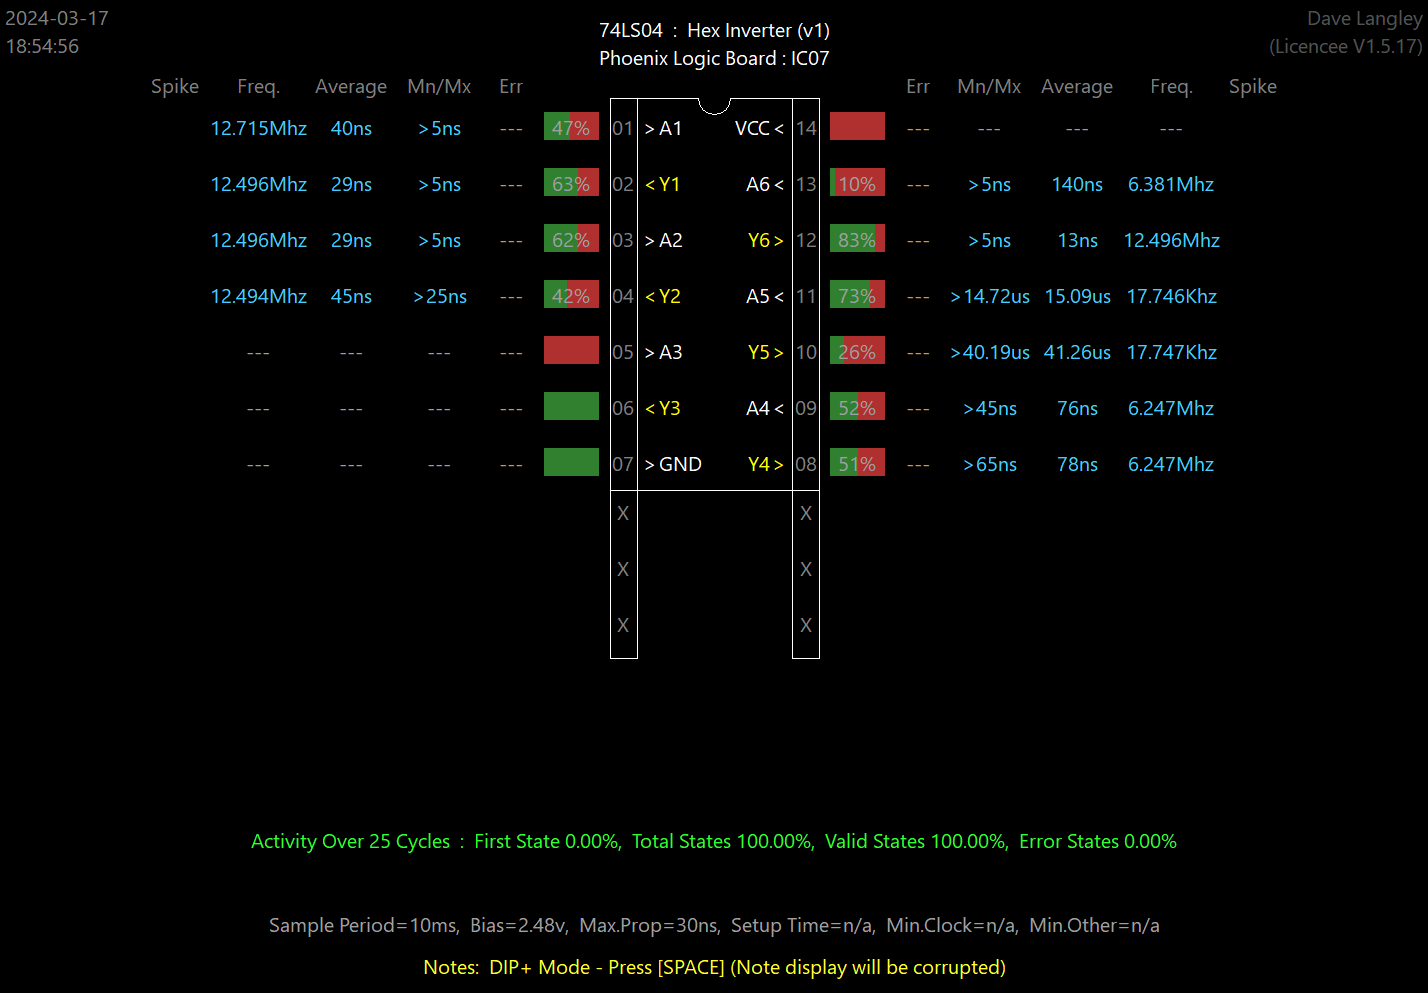 2024-03-17 74LS04 : Hex Inverter (v1) Dave Langley
18:54:56 Phoenix Logic Board : IC07 (Licencee V1.5.17)
Spike Freq. Average Mn/Mx Err Err Mn/Mx Average Freq. Spike
12.715Mhz 40ns >5ns --- 47% 01 > A1 VCC < 14 --- --- --- ---
12.496Mhz 29ns >5ns --- 63% 02 < Y1 A6 < 13 10% --- >5ns 140ns 6.381Mhz
12.496Mhz 29ns >5ns --- 62% 03 > A2 Y6 > 12 83% --- >5ns 13ns 12.496Mhz
12.494Mhz 45ns >25ns --- 42% 04 < Y2 A5 < 11 73% --- >14.72us 15.09us 17.746Khz
--- --- --- --- 05 > A3 Y5 > 10 26% --- >40.19us 41.26us 17.747Khz
--- --- --- --- 06 < Y3 A4 < 09 52% --- >45ns 76ns 6.247Mhz
--- --- --- --- 07 > GND Y4 > 08 51% --- >65ns 78ns 6.247Mhz
X X
X X
X X
Activity Over 25 Cycles : First State 0.00%, Total States 100.00%, Valid States 100.00%, Error States 0.00%
Sample Period=10ms, Bias=2.48v, Max.Prop=30ns, Setup Time=n/a, Min.Clock=n/a, Min.Other=n/a
Notes: DIP+ Mode - Press [SPACE] (Note display will be corrupted)